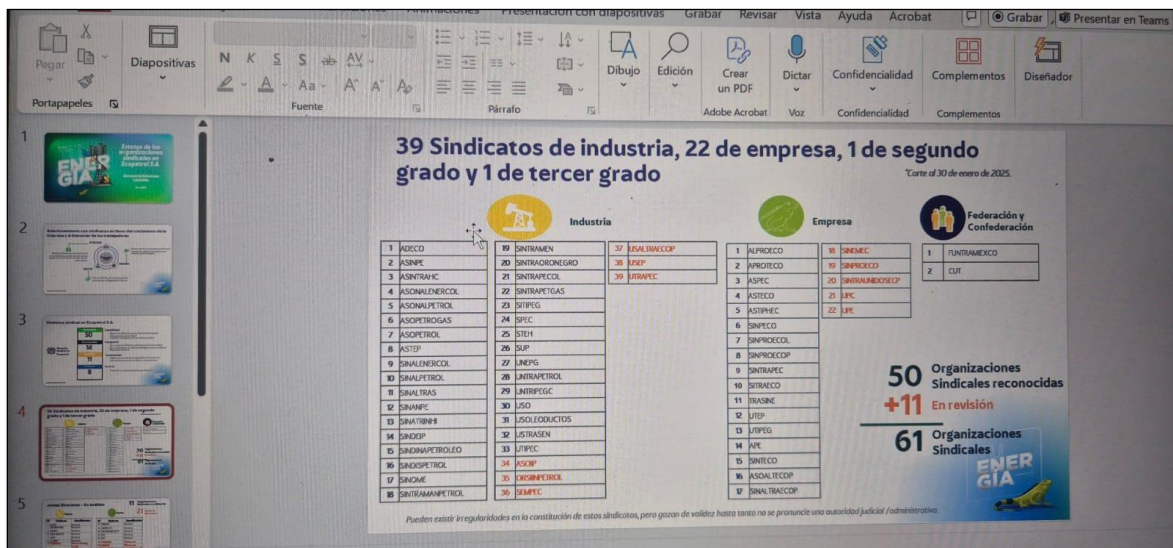 Presentación con diapositivas Grabar Revisar Vista Ayuda Acrobat Grabar Presentar en Teams
Pegar
Portapapeles
Diapositivas
N K S S ab AV
A Aa A A A
Fuente
Párrafo
Dibujo
Edición
Crear
un PDF
Adobe Acrobat
Dictar
Voz
Confidencialidad
Confidencialidad
Complementos
Complementos
Diseñador
1
ENER
GÍA
2
3
50
11
8
4
5
39 Sindicatos de industria, 22 de empresa, 1 de segundo
grado y 1 de tercer grado
*Corte al 30 de enero de 2025.
Industria
1 ADECO
2 ASINPE
3 ASINTRAHC
4 ASONALENERCOL
5 ASONALPETROL
6 ASOPETROGAS
7 ASOPETROL
8 ASTEP
9 SINALENERCOL
10 SINALPETROL
11 SINALTRAS
12 SINANPE
13 SINATRINHI
14 SINDEIP
15 SINDINAPETROLEO
16 SINDISPETROL
17 SINOME
18 SINTRAMANPETROL
19 SINTRAMEN
20 SINTRAORONEGRO
21 SINTRAPECOL
22 SINTRAPETGAS
23 SITIPEG
24 SPEC
25 STEH
26 SUP
27 UNEPG
28 UNTRAPETROL
29 UNTRIPEGC
30 USO
31 USOLEODUCTOS
32 USTRASEN
33 UTIPEC
34 ASOIP
35 ORSINPETROL
36 SEMPEC
37 USALTRAECOP
38 USEP
39 UTRAPEC
Empresa
1 ALPROECO
2 APROTECO
3 ASPEC
4 ASTECO
5 ASTIPHEC
6 SINPECO
7 SINPROECOL
8 SINPROECOP
9 SINTRAPEC
10 SITRAECO
11 TRASINE
12 UTEP
13 UTIPEG
14 APE
15 SINTECO
16 ASOALTECOP
17 SINALTRAECOP
18 SINEMEC
19 SINPROECO
20 SINTRAUNIDOSECP
21 UPC
22 UPE
Federación y
Confederación
1 FUNTRAMEXCO
2 CUT
50 Organizaciones
Sindicales reconocidas
+11 En revisión
61 Organizaciones
Sindicales
ENER
GÍA
Pueden existir irregularidades en la constitución de estos sindicatos, pero gozan de validez hasta tanto no se pronuncie una autoridad judicial /administrativa.